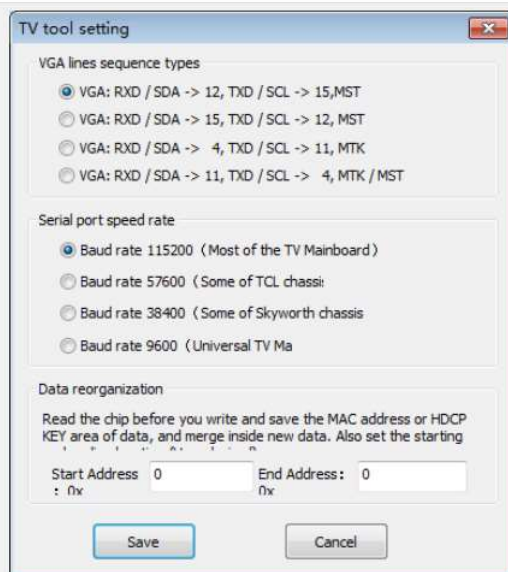 TV tool setting
VGA lines sequence types
VGA: RXD / SDA -> 12, TXD / SCL -> 15,MST
VGA: RXD / SDA -> 15, TXD / SCL -> 12, MST
VGA: RXD / SDA -> 4, TXD / SCL -> 11, MTK
VGA: RXD / SDA -> 11, TXD / SCL -> 4, MTK / MST
Serial port speed rate
Baud rate 115200 (Most of the TV Mainboard)
Baud rate 57600 (Some of TCL chassi
Baud rate 38400 (Some of Skyworth chassis
Baud rate 9600 (Universal TV Ma
Data reorganization
Read the chip before you write and save the MAC address or HDCP
KEY area of data, and merge inside new data. Also set the starting
Start Address 0 End Address: 0
: 0x 0x
Save Cancel